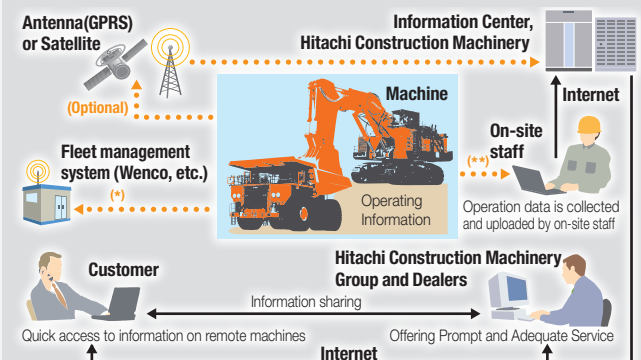 Antenna(GPRS)
or Satellite
(Optional)
Information Center,
Hitachi Construction Machinery
Machine
Internet
On-site
staff
(**)
Fleet management
system (Wenco, etc.)
(*)
Operating
Information
Operation data is collected
and uploaded by on-site staff
Customer
Hitachi Construction Machinery
Group and Dealers
Information sharing
Quick access to information on remote machines
Offering Prompt and Adequate Service
Internet